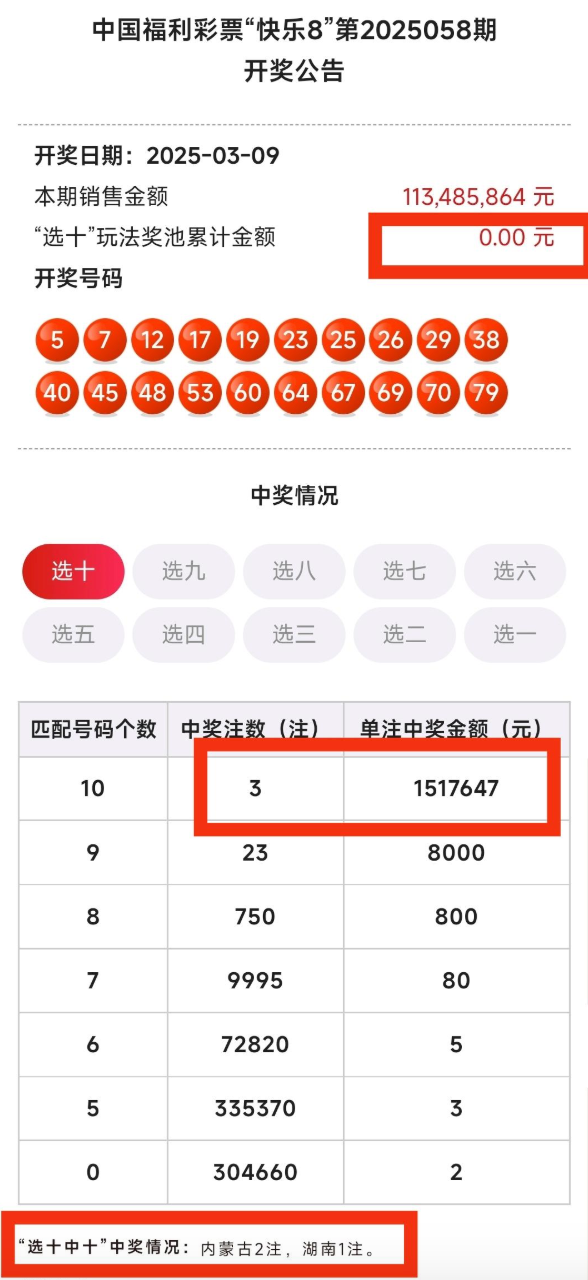 中国福利彩票“快乐8”第2025058期
开奖公告
开奖日期：2025-03-09
本期销售金额 113,485,864 元
“选十”玩法奖池累计金额 0.00 元
开奖号码
5 7 12 17 19 23 25 26 29 38
40 45 48 53 60 64 67 69 70 79
中奖情况
选十 选九 选八 选七 选六
选五 选四 选三 选二 选一
匹配号码个数 中奖注数（注） 单注中奖金额（元）
10 3 1517647
9 23 8000
8 750 800
7 9995 80
6 72820 5
5 335370 3
0 304660 2
“选十中十”中奖情况：内蒙古2注，湖南1注。